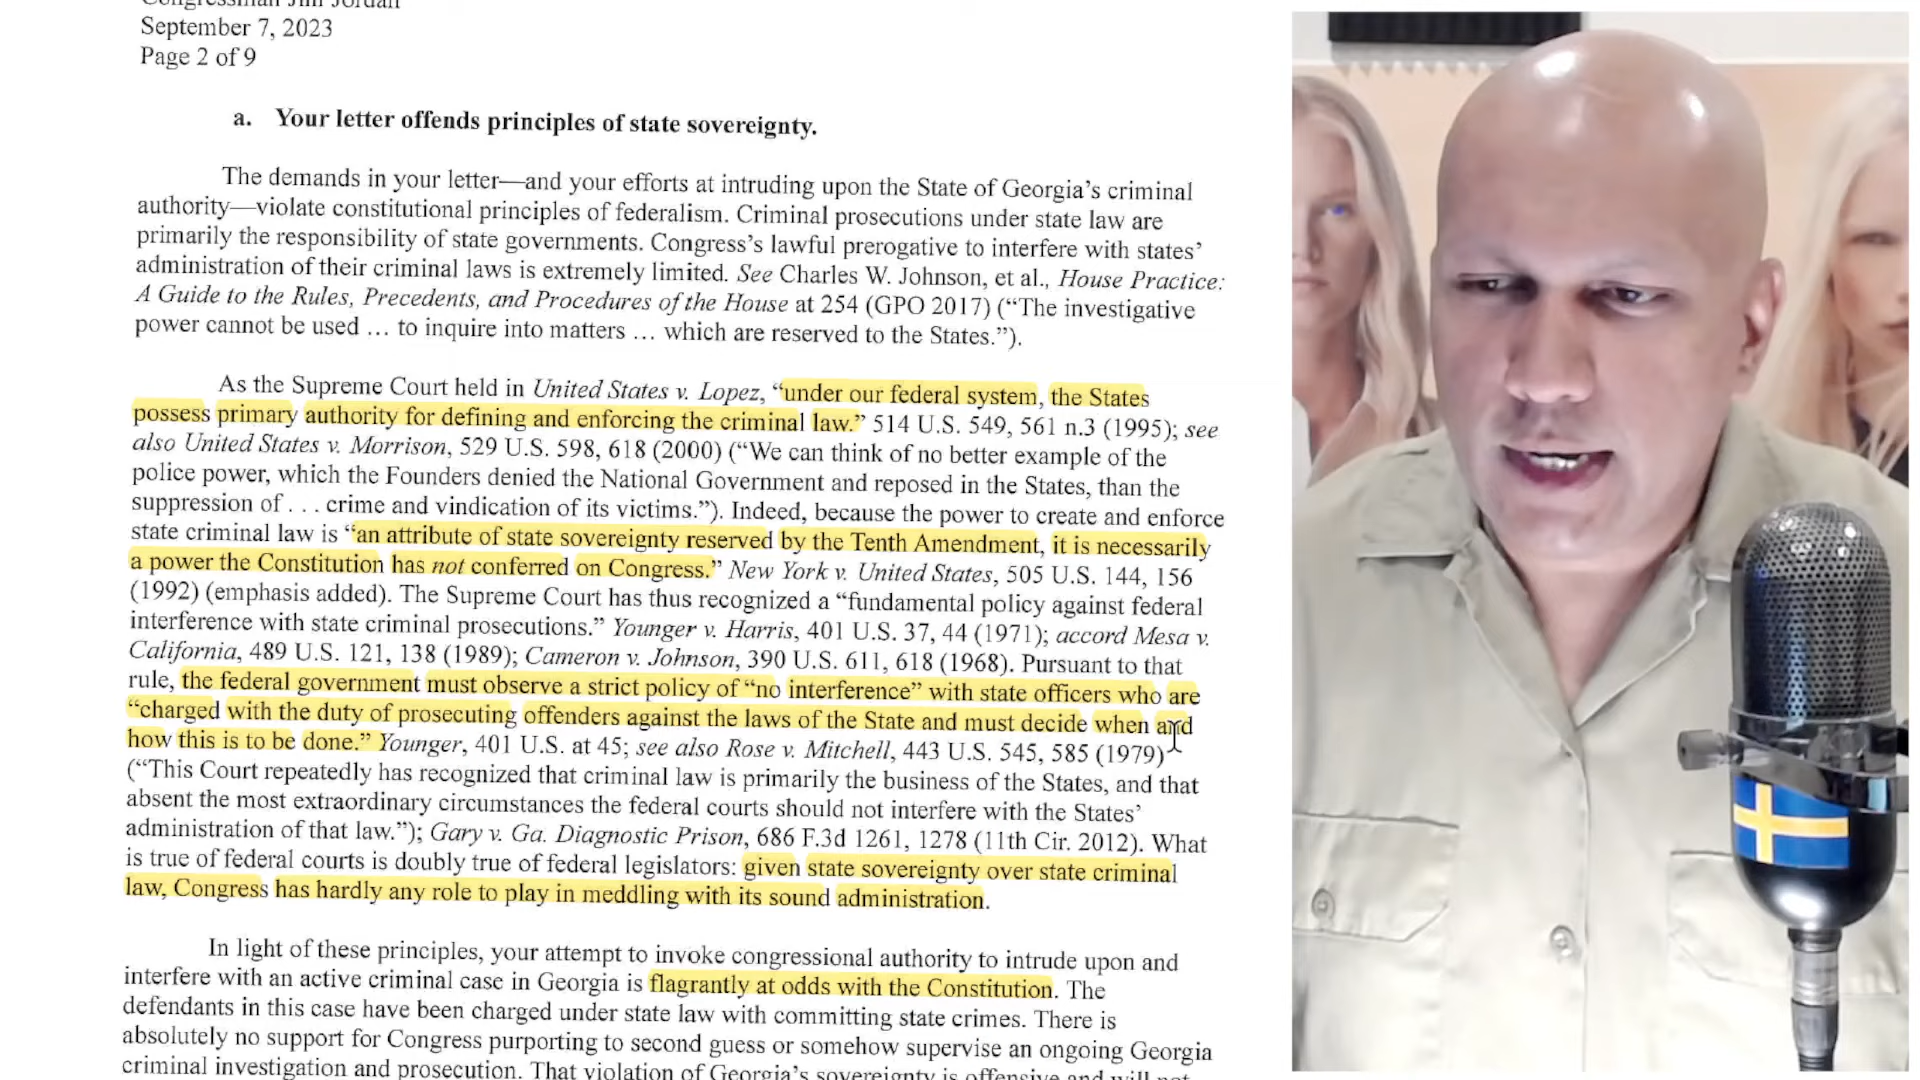 Congressman Jim Jordan
September 7, 2023
Page 2 of 9
a. Your letter offends principles of state sovereignty.
The demands in your letter—and your efforts at intruding upon the State of Georgia's criminal
authority—violate constitutional principles of federalism. Criminal prosecutions under state law are
primarily the responsibility of state governments. Congress's lawful prerogative to interfere with states'
administration of their criminal laws is extremely limited. See Charles W. Johnson, et al., House Practice:
A Guide to the Rules, Precedents, and Procedures of the House at 254 (GPO 2017) (“The investigative
power cannot be used … to inquire into matters … which are reserved to the States.”).
As the Supreme Court held in United States v. Lopez, “under our federal system, the States
possess primary authority for defining and enforcing the criminal law.” 514 U.S. 549, 561 n.3 (1995); see
also United States v. Morrison, 529 U.S. 598, 618 (2000) (“We can think of no better example of the
police power, which the Founders denied the National Government and reposed in the States, than the
suppression of . . . crime and vindication of its victims.”). Indeed, because the power to create and enforce
state criminal law is “an attribute of state sovereignty reserved by the Tenth Amendment, it is necessarily
a power the Constitution has not conferred on Congress.” New York v. United States, 505 U.S. 144, 156
(1992) (emphasis added). The Supreme Court has thus recognized a “fundamental policy against federal
interference with state criminal prosecutions.” Younger v. Harris, 401 U.S. 37, 44 (1971); accord Mesa v.
California, 489 U.S. 121, 138 (1989); Cameron v. Johnson, 390 U.S. 611, 618 (1968). Pursuant to that
rule, the federal government must observe a strict policy of “no interference” with state officers who are
“charged with the duty of prosecuting offenders against the laws of the State and must decide when and
how this is to be done.” Younger, 401 U.S. at 45; see also Rose v. Mitchell, 443 U.S. 545, 585 (1979)
(“This Court repeatedly has recognized that criminal law is primarily the business of the States, and that
absent the most extraordinary circumstances the federal courts should not interfere with the States'
administration of that law.”); Gary v. Ga. Diagnostic Prison, 686 F.3d 1261, 1278 (11th Cir. 2012). What
is true of federal courts is doubly true of federal legislators: given state sovereignty over state criminal
law, Congress has hardly any role to play in meddling with its sound administration.
In light of these principles, your attempt to invoke congressional authority to intrude upon and
interfere with an active criminal case in Georgia is flagrantly at odds with the Constitution. The
defendants in this case have been charged under state law with committing state crimes. There is
absolutely no support for Congress purporting to second guess or somehow supervise an ongoing Georgia
criminal investigation and prosecution. That violation of Georgia's sovereignty is offensive and will not